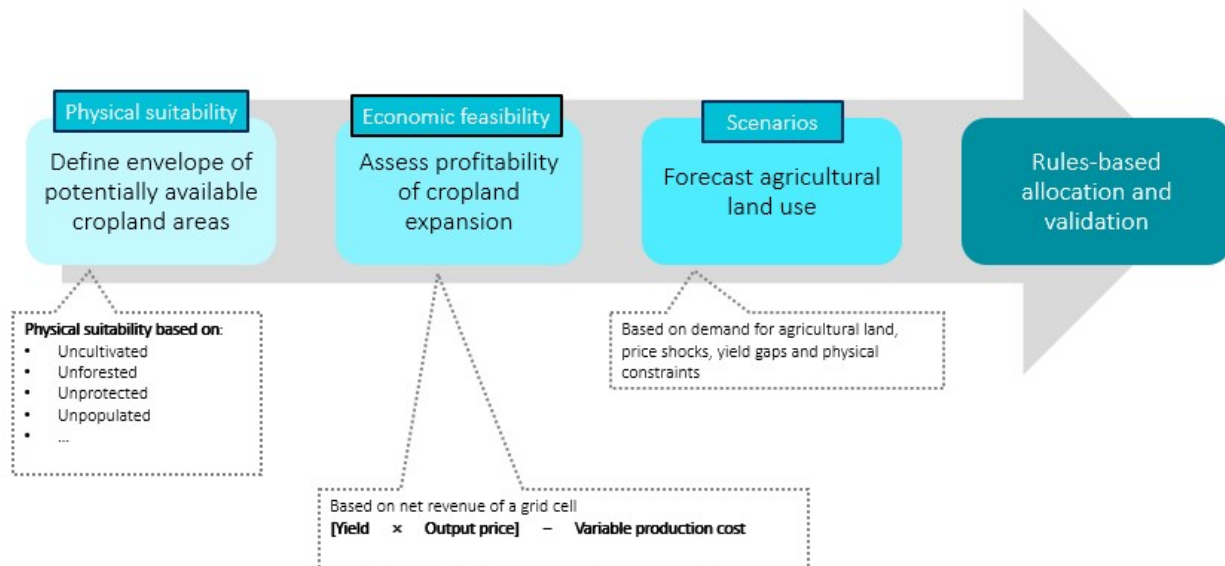 Physical suitability
Define envelope of
potentially available
cropland areas
Economic feasibility
Assess profitability
of cropland
expansion
Scenarios
Forecast agricultural
land use
Rules-based
allocation and
validation
Physical suitability based on:
• Uncultivated
• Unforested
• Unprotected
• Unpopulated
• ...
Based on demand for agricultural land,
price shocks, yield gaps and physical
constraints
Based on net revenue of a grid cell
[Yield × Output price] – Variable production cost